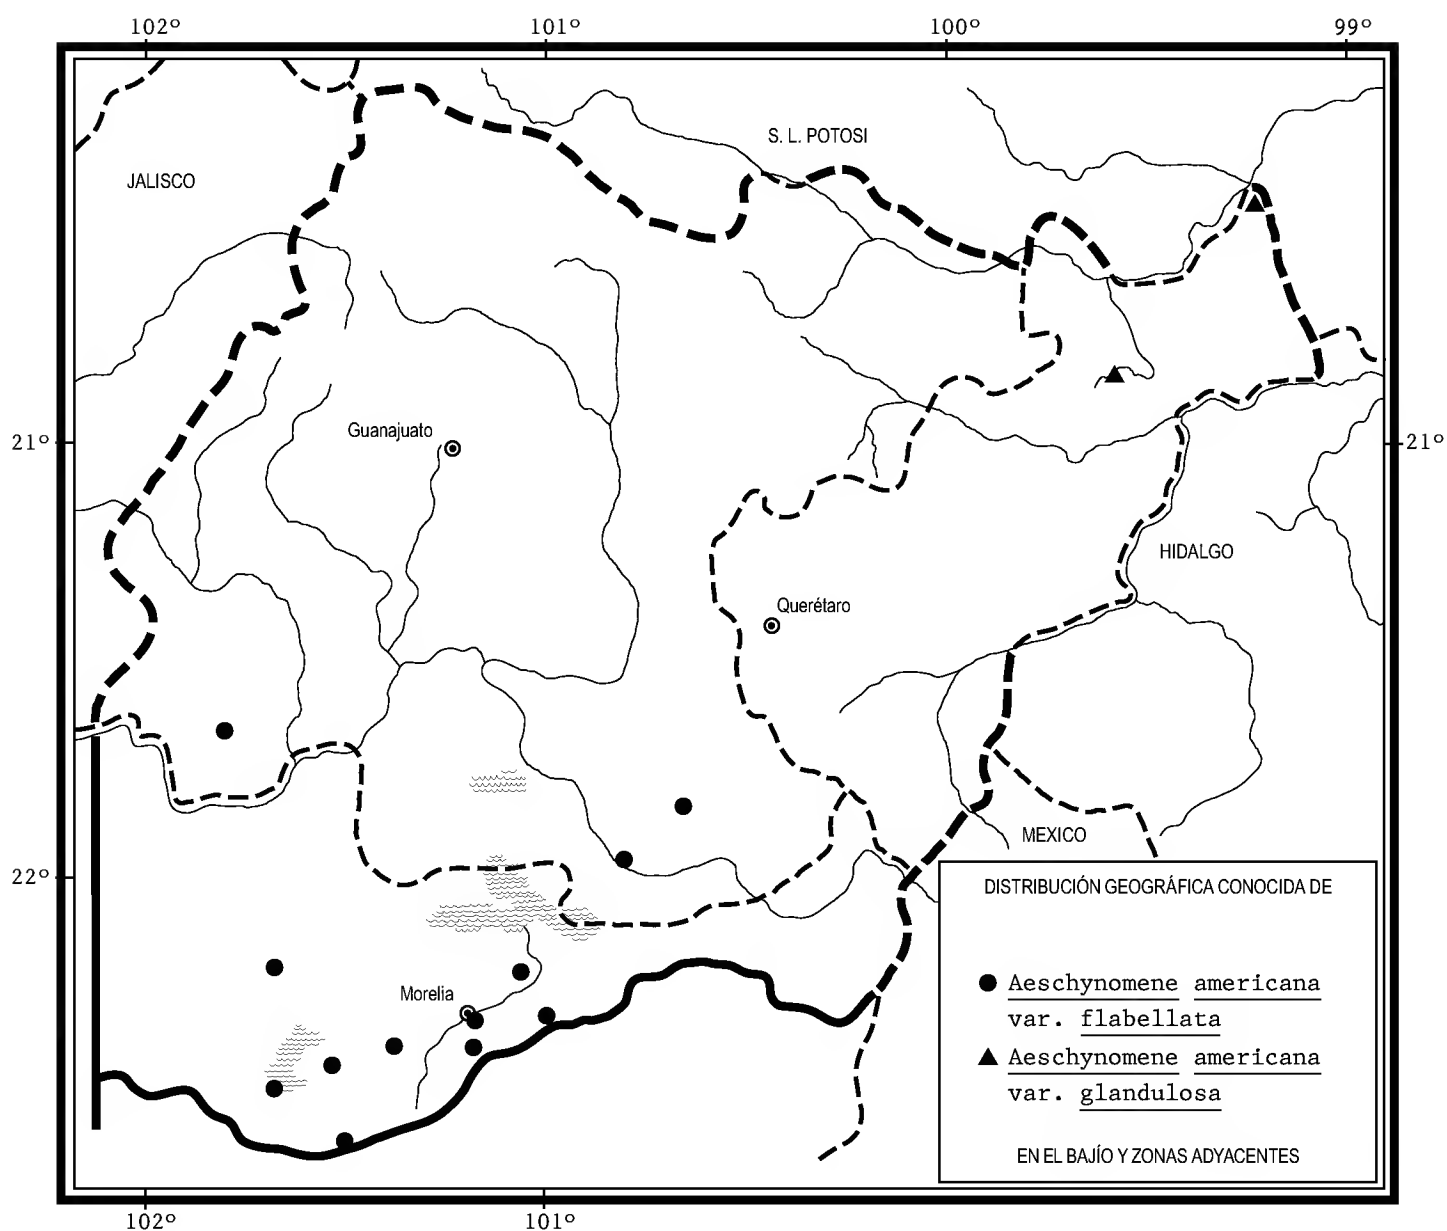 102º 101º 100º 99º
S. L. POTOSI
JALISCO
Guanajuato
21º 21º
HIDALGO
Querétaro
MEXICO
22º
DISTRIBUCIÓN GEOGRÁFICA CONOCIDA DE
Morelia
Aeschynomene americana
var. flabellata
Aeschynomene americana
var. glandulosa
EN EL BAJÍO Y ZONAS ADYACENTES
102º 101º